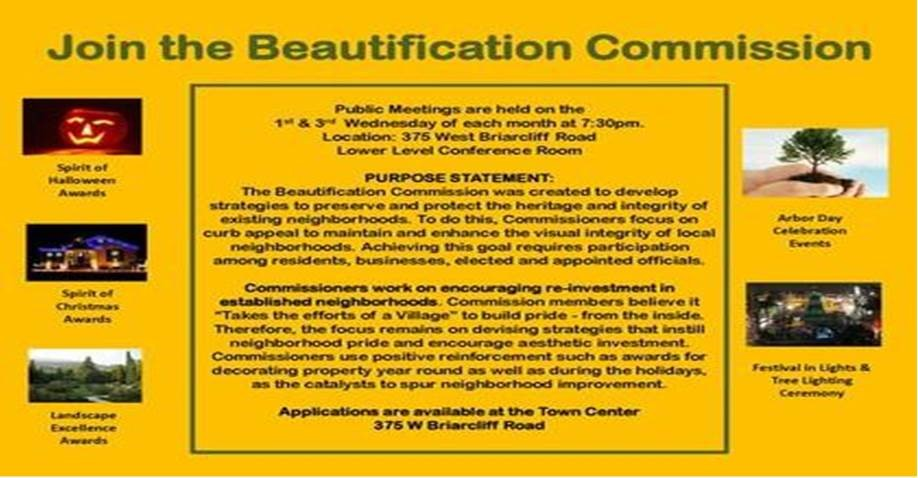 Join the Beautification Commission
Spirit of
Halloween
Awards
Spirit of
Christmas
Awards
Landscape
Excellence
Awards
Public Meetings are held on the
1st & 3rd Wednesday of each month at 7:30pm.
Location: 375 West Briarcliff Road
Lower Level Conference Room
PURPOSE STATEMENT:
The Beautification Commission was created to develop
strategies to preserve and protect the heritage and integrity of
existing neighborhoods. To do this, Commissioners focus on
curb appeal to maintain and enhance the visual integrity of local
neighborhoods. Achieving this goal requires participation
among residents, businesses, elected and appointed officials.
Commissioners work on encouraging re-investment in
established neighborhoods. Commission members believe it
"Takes the efforts of a Village" to build pride - from the inside.
Therefore, the focus remains on devising strategies that instill
neighborhood pride and encourage aesthetic investment.
Commissioners use positive reinforcement such as awards for
decorating property year round as well as during the holidays,
as the catalysts to spur neighborhood improvement.
Applications are available at the Town Center
375 W Briarcliff Road
Arbor Day
Celebration
Events
Festival in Lights &
Tree Lighting
Ceremony